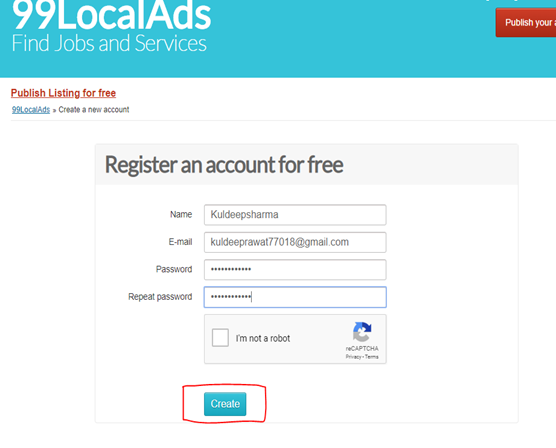 99LocalAds
Find Jobs and Services
Publish your
Publish Listing for free
99LocalAds » Create a new account
Register an account for free
Name Kuldeepsharma
E-mail kuldeeprawat77018@gmail.com
Password ••••••••••••
Repeat password ••••••••••••
I'm not a robot
reCAPTCHA
Privacy - Terms
Create